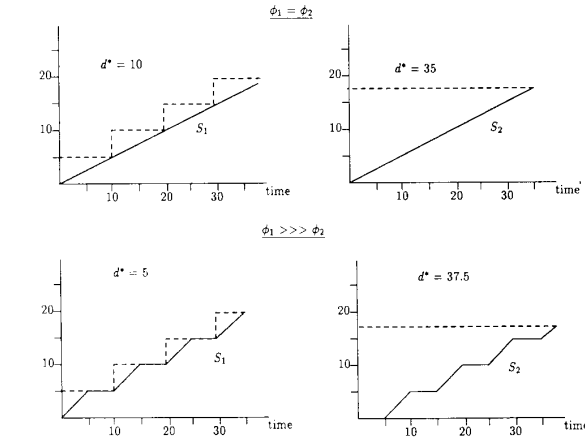 ϕ₁ = ϕ₂
d* = 10
20
10
S₁
10 20 30 time
d* = 35
20
10
S₂
10 20 30 time
ϕ₁ >>> ϕ₂
d* = 5
20
10
S₁
10 20 30 time
d* = 37.5
20
10
S₂
10 20 30 time